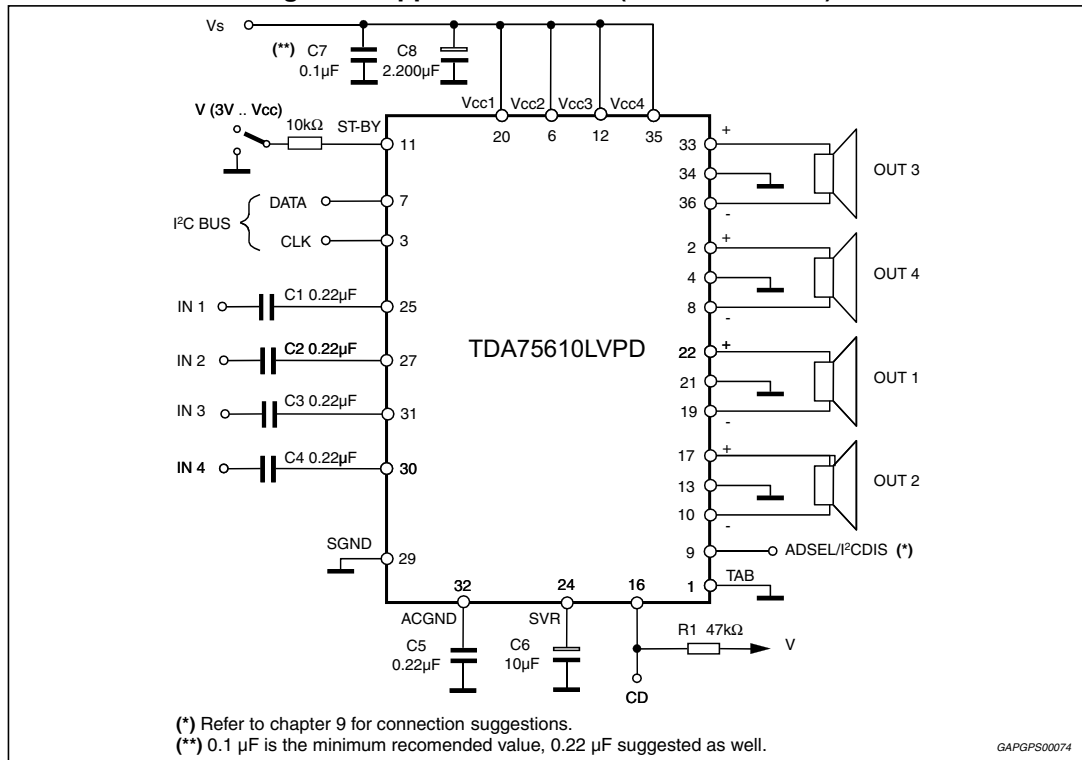 Vs
(**) C7 C8
0.1µF 2.200µF
V (3V .. Vcc)
10kΩ
ST-BY
Vcc1 Vcc2 Vcc3 Vcc4
20 6 12 35
11
I²C BUS
DATA
7
CLK
3
IN 1
C1 0.22µF
25
IN 2
C2 0.22µF
27
IN 3
C3 0.22µF
31
IN 4
C4 0.22µF
30
SGND
29
TDA75610LVPD
33 +
34
36 -
OUT 3
2 +
4
8 -
OUT 4
22 +
21
19 -
OUT 1
17 +
13
10 -
OUT 2
9
ADSEL/I²CDIS (*)
1 TAB
32 24 16
ACGND
SVR
C5
0.22µF
C6
10µF
R1 47kΩ
V
CD
(*) Refer to chapter 9 for connection suggestions.
(**) 0.1 µF is the minimum recomended value, 0.22 µF suggested as well.
GAPGPS00074